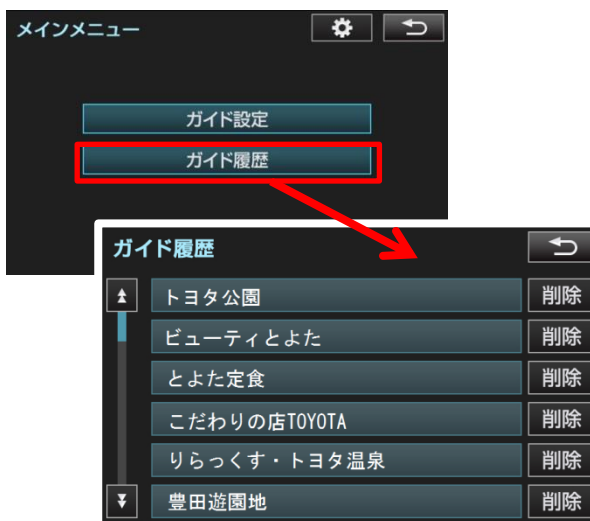 メインメニュー
ガイド設定
ガイド履歴
ガイド履歴
トヨタ公園 削除
ビューティとよた 削除
とよた定食 削除
こだわりの店TOYOTA 削除
りらっくす・トヨタ温泉 削除
豊田遊園地 削除